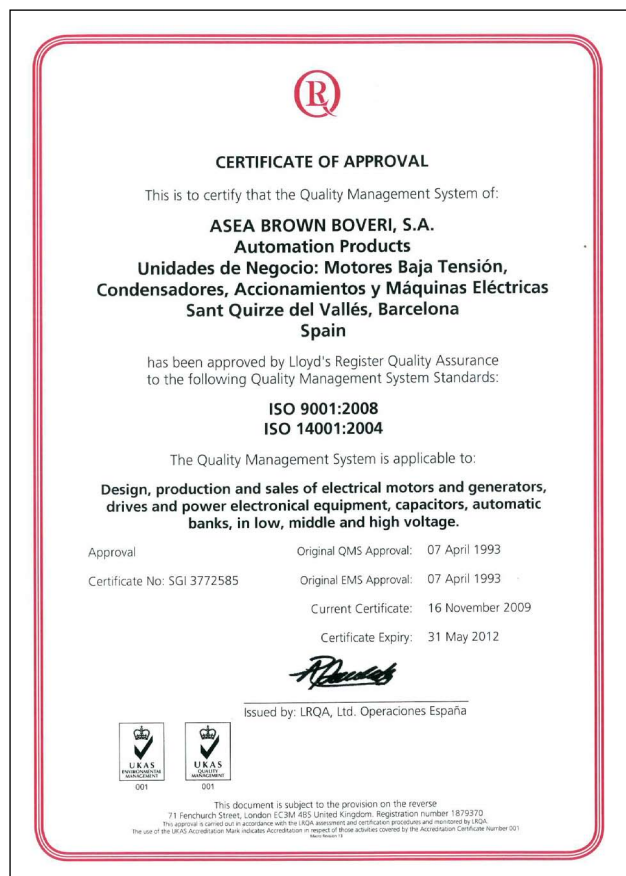 LRQ
CERTIFICATE OF APPROVAL
This is to certify that the Quality Management System of:
ASEA BROWN BOVERI, S.A.
Automation Products
Unidades de Negocio: Motores Baja Tensión,
Condensadores, Accionamientos y Máquinas Eléctricas
Sant Quirze del Vallés, Barcelona
Spain
has been approved by Lloyd's Register Quality Assurance
to the following Quality Management System Standards:
ISO 9001:2008
ISO 14001:2004
The Quality Management System is applicable to:
Design, production and sales of electrical motors and generators,
drives and power electronical equipment, capacitors, automatic
banks, in low, middle and high voltage.
Approval
Certificate No: SGI 3772585
Original QMS Approval: 07 April 1993
Original EMS Approval: 07 April 1993
Current Certificate: 16 November 2009
Certificate Expiry: 31 May 2012
Issued by: LRQA, Ltd. Operaciones España
UKAS
ENVIRONMENTAL
MANAGEMENT
001
UKAS
QUALITY
MANAGEMENT
001
This document is subject to the provision on the reverse
71 Fenchurch Street, London EC3M 4BS United Kingdom. Registration number 1879370
This approval is carried out in accordance with the LRQA assessment and certification procedures and monitored by LRQA.
The use of the UKAS Accreditation Mark indicates Accreditation in respect of those activities covered by the Accreditation Certificate Number 001